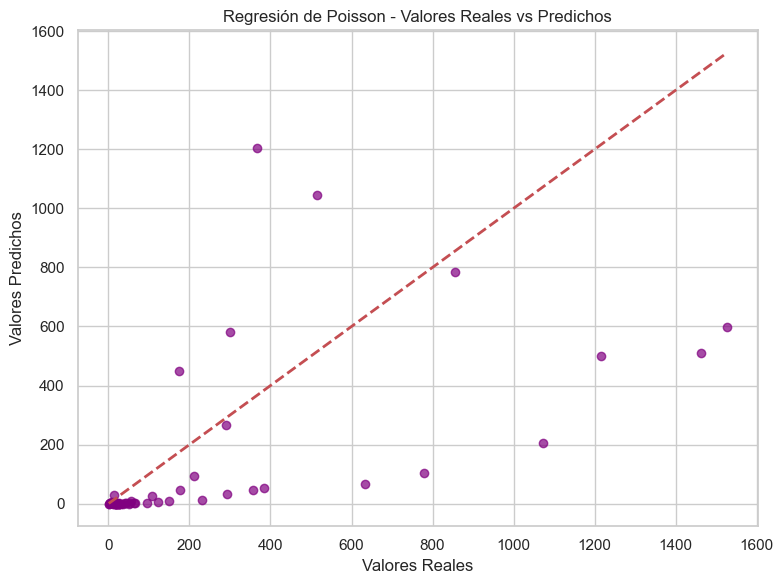 Regresión de Poisson - Valores Reales vs Predichos
1600
1400
1200
1000
800
600
400
200
0
Valores Predichos
0 200 400 600 800 1000 1200 1400 1600
Valores Reales